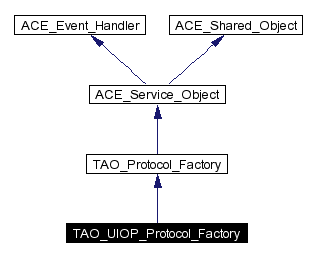 ACE_Event_Handler
ACE_Shared_Object
ACE_Service_Object
TAO_Protocol_Factory
TAO_UIOP_Protocol_Factory